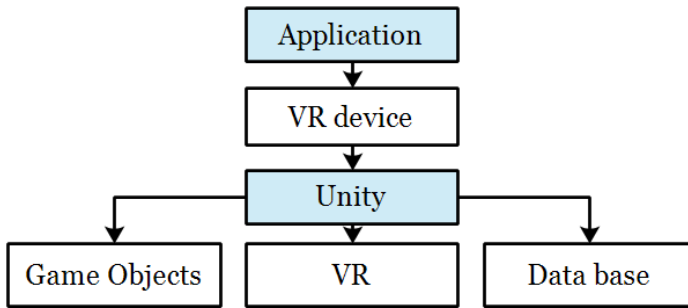 Application
VR device
Unity
Game Objects
VR
Data base